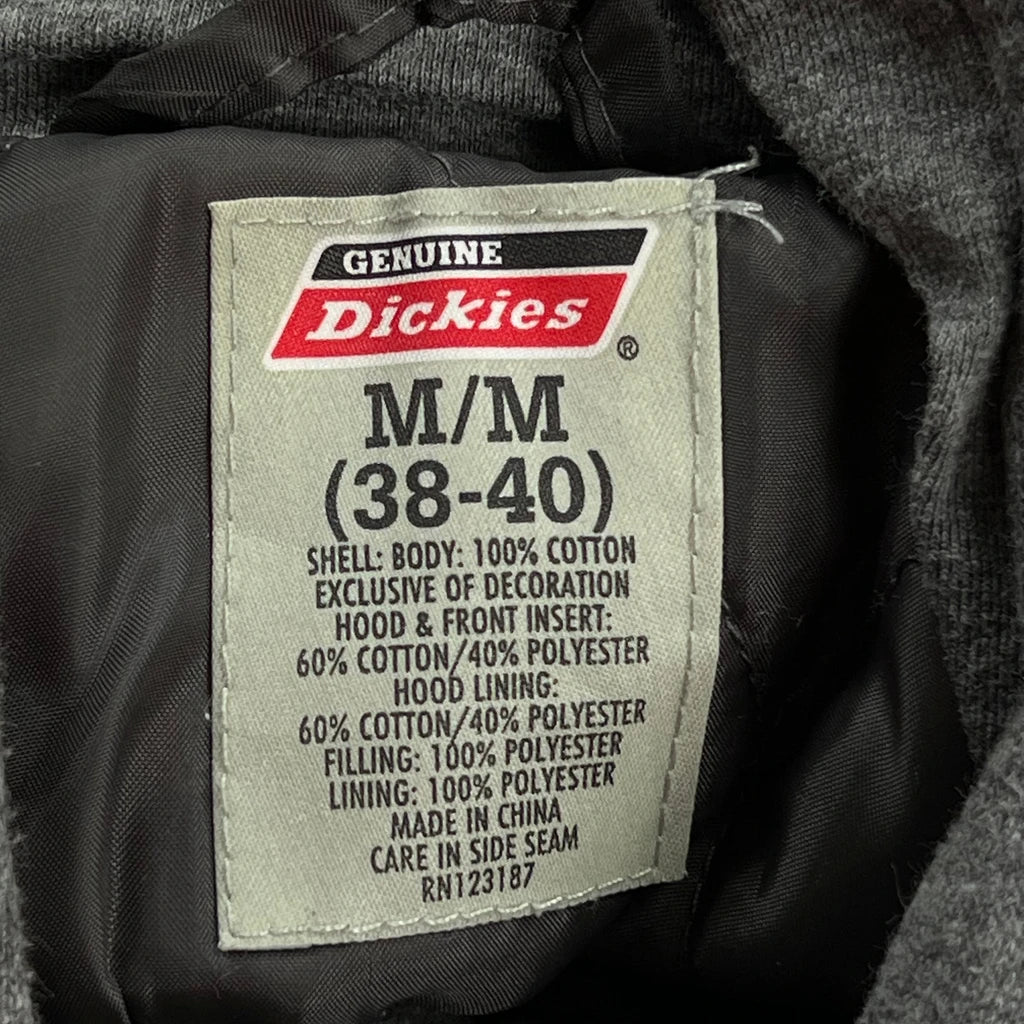 GENUINE
Dickies
®
M/M
(38-40)
SHELL: BODY: 100% COTTON
EXCLUSIVE OF DECORATION
HOOD & FRONT INSERT:
60% COTTON/40% POLYESTER
HOOD LINING:
60% COTTON/40% POLYESTER
FILLING: 100% POLYESTER
LINING: 100% POLYESTER
MADE IN CHINA
CARE IN SIDE SEAM
RN123187